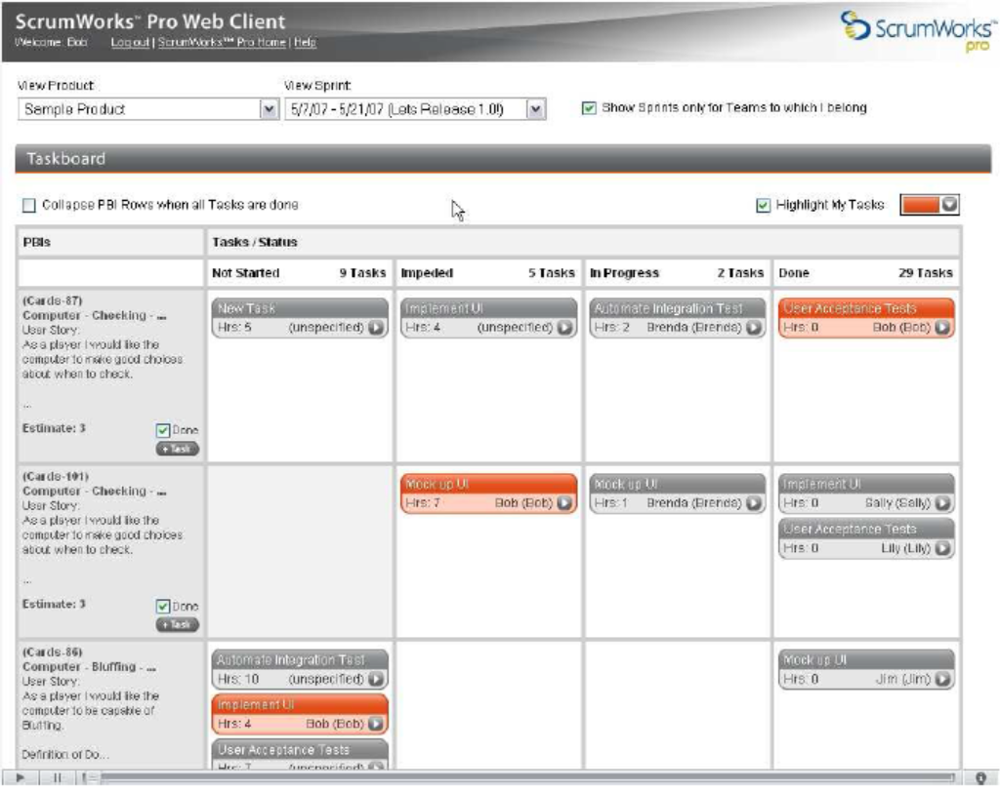 ScrumWorks™ Pro Web Client
Welcome: Bob Logout | ScrumWorks™ Pro Home | Help
ScrumWorks™
pro
View Product: View Sprint:
Sample Product 5/7/07 - 5/21/07 (Lets Release 1.0!) Show Sprints only for Teams to which I belong
Taskboard
Collapse PBI Rows when all Tasks are done Highlight My Tasks
PBIs Tasks / Status
Not Started 9 Tasks Impeded 5 Tasks In Progress 2 Tasks Done 29 Tasks
(Cards-87)
Computer - Checking - ...
User Story:
As a player I would like the
computer to make good choices
about when to check.
...
Estimate: 3 Done
+ Task
New Task
Hrs: 5 (unspecified)
Implement UI
Hrs: 4 (unspecified)
Automate Integration Test
Hrs: 2 Brenda (Brenda)
User Acceptance Tests
Hrs: 0 Bob (Bob)
(Cards-101)
Computer - Checking - ...
User Story:
As a player I would like the
computer to make good choices
about when to check.
...
Estimate: 3 Done
+ Task
Mock up UI
Hrs: 7 Bob (Bob)
Mock up UI
Hrs: 1 Brenda (Brenda)
Implement UI
Hrs: 0 Sally (Sally)
User Acceptance Tests
Hrs: 0 Lily (Lily)
(Cards-86)
Computer - Bluffing - ...
User Story:
As a player I would like the
computer to be capable of
Bluffing.
Definition of Do...
Automate Integration Test
Hrs: 10 (unspecified)
Implement UI
Hrs: 4 Bob (Bob)
User Acceptance Tests
Hrs: 7 (unspecified)
Mock up UI
Hrs: 0 Jim (Jim)